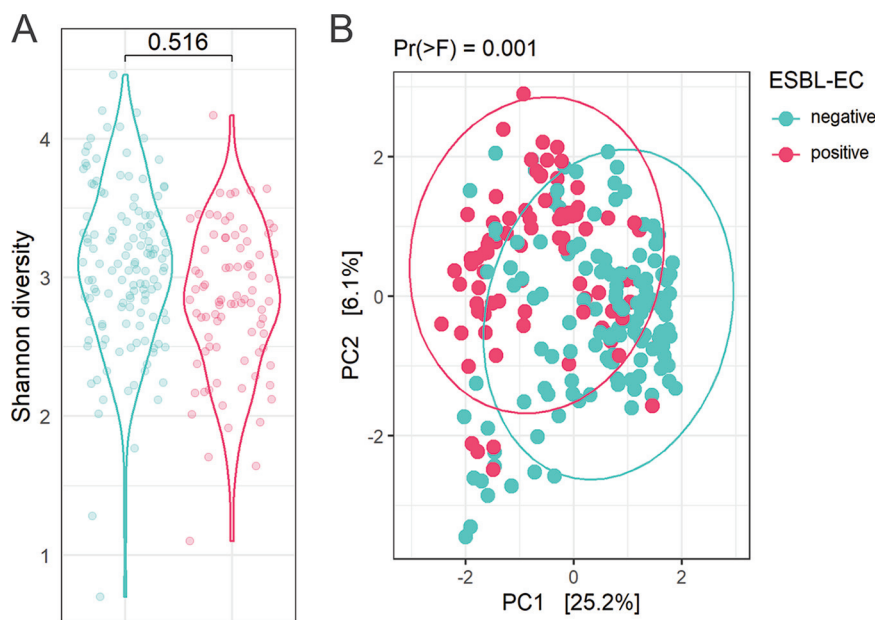 A
0.516
Shannon diversity
4
3
2
1
B
Pr(>F) = 0.001
PC2 [6.1%]
2
0
-2
-2
0
2
PC1 [25.2%]
ESBL-EC
negative
positive